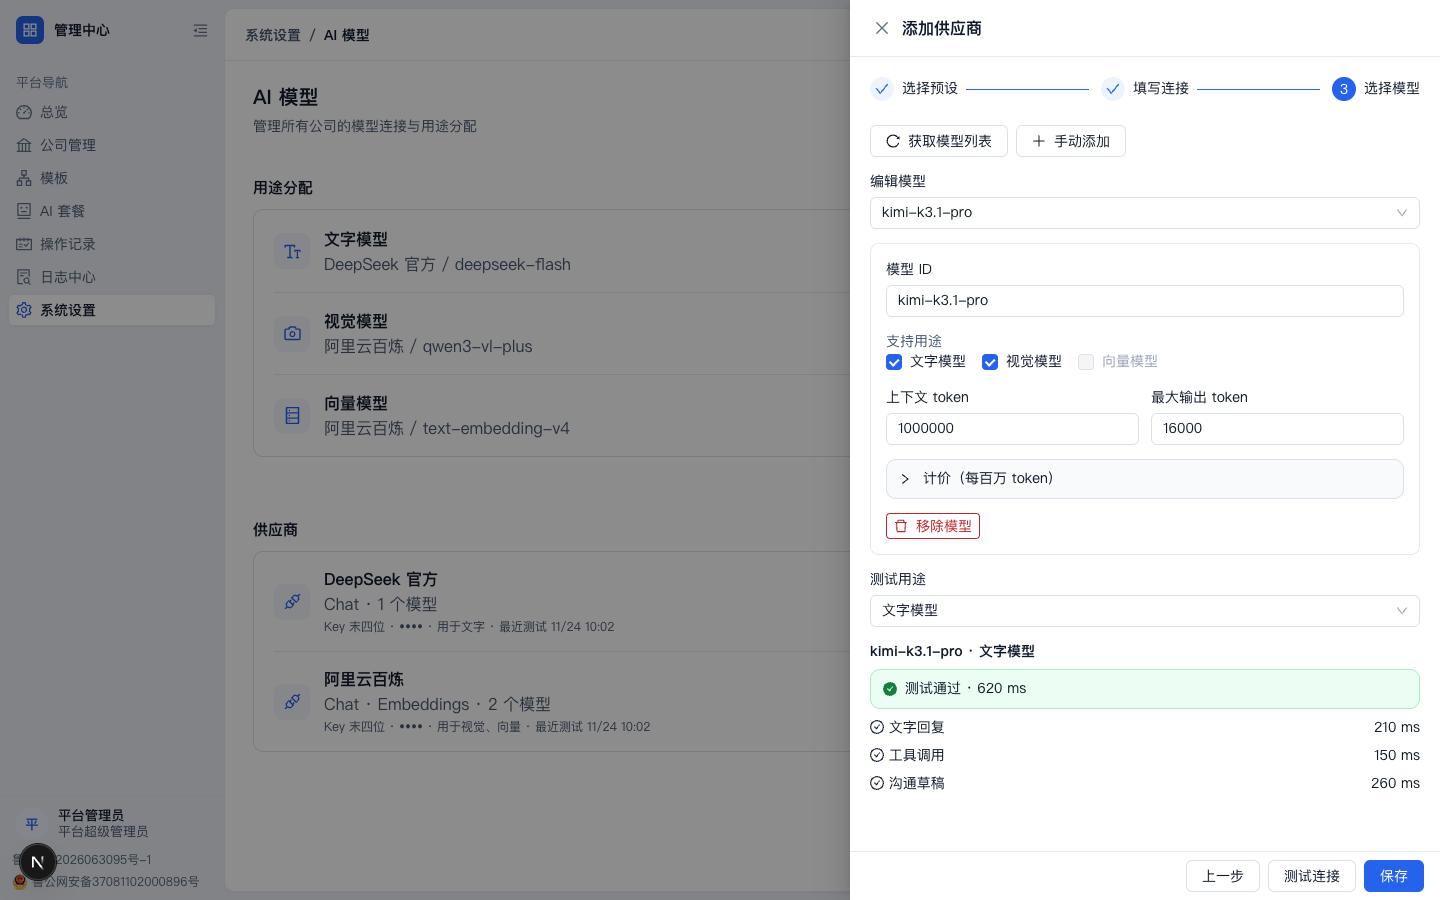 管理中心
平台导航
总览
公司管理
模板
AI 套餐
操作记录
日志中心
系统设置
平
平台管理员
平台超级管理员
N
2026063095号-1
公网安备37081102000896号
系统设置 / AI 模型
AI 模型
管理所有公司的模型连接与用途分配
用途分配
文字模型
DeepSeek 官方 / deepseek-flash
视觉模型
阿里云百炼 / qwen3-vl-plus
向量模型
阿里云百炼 / text-embedding-v4
供应商
DeepSeek 官方
Chat · 1 个模型
Key 末四位 · •••• · 用于文字 · 最近测试 11/24 10:02
阿里云百炼
Chat · Embeddings · 2 个模型
Key 末四位 · •••• · 用于视觉、向量 · 最近测试 11/24 10:02
添加供应商
选择预设
填写连接
3 选择模型
获取模型列表
手动添加
编辑模型
kimi-k3.1-pro
模型 ID
kimi-k3.1-pro
支持用途
文字模型 视觉模型 向量模型
上下文 token 最大输出 token
1000000 16000
计价（每百万 token）
移除模型
测试用途
文字模型
kimi-k3.1-pro · 文字模型
测试通过 · 620 ms
文字回复 210 ms
工具调用 150 ms
沟通草稿 260 ms
上一步 测试连接 保存